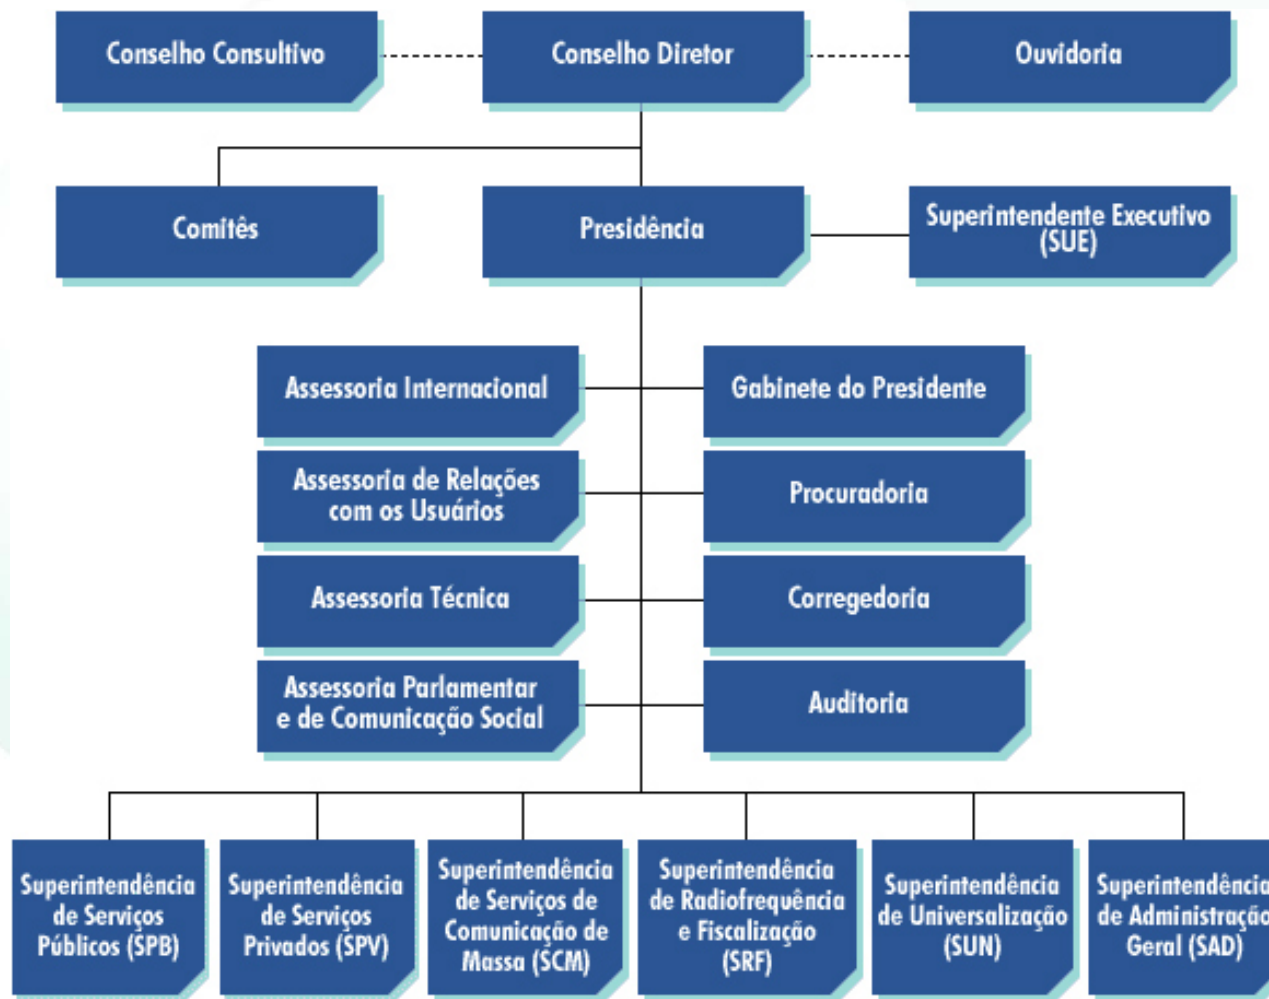 Conselho Consultivo
Conselho Diretor
Ouvidoria
Comitês
Presidência
Superintendente Executivo
(SUE)
Assessoria Internacional
Gabinete do Presidente
Assessoria de Relações
com os Usuários
Procuradoria
Assessoria Técnica
Corregedoria
Assessoria Parlamentar
e de Comunicação Social
Auditoria
Superintendência
de Serviços
Públicos (SPB)
Superintendência
de Serviços
Privados (SPV)
Superintendência
de Serviços de
Comunicação de
Massa (SCM)
Superintendência
de Radiofrequência
e Fiscalização
(SRF)
Superintendência
de Universalização
(SUN)
Superintendência
de Administração
Geral (SAD)